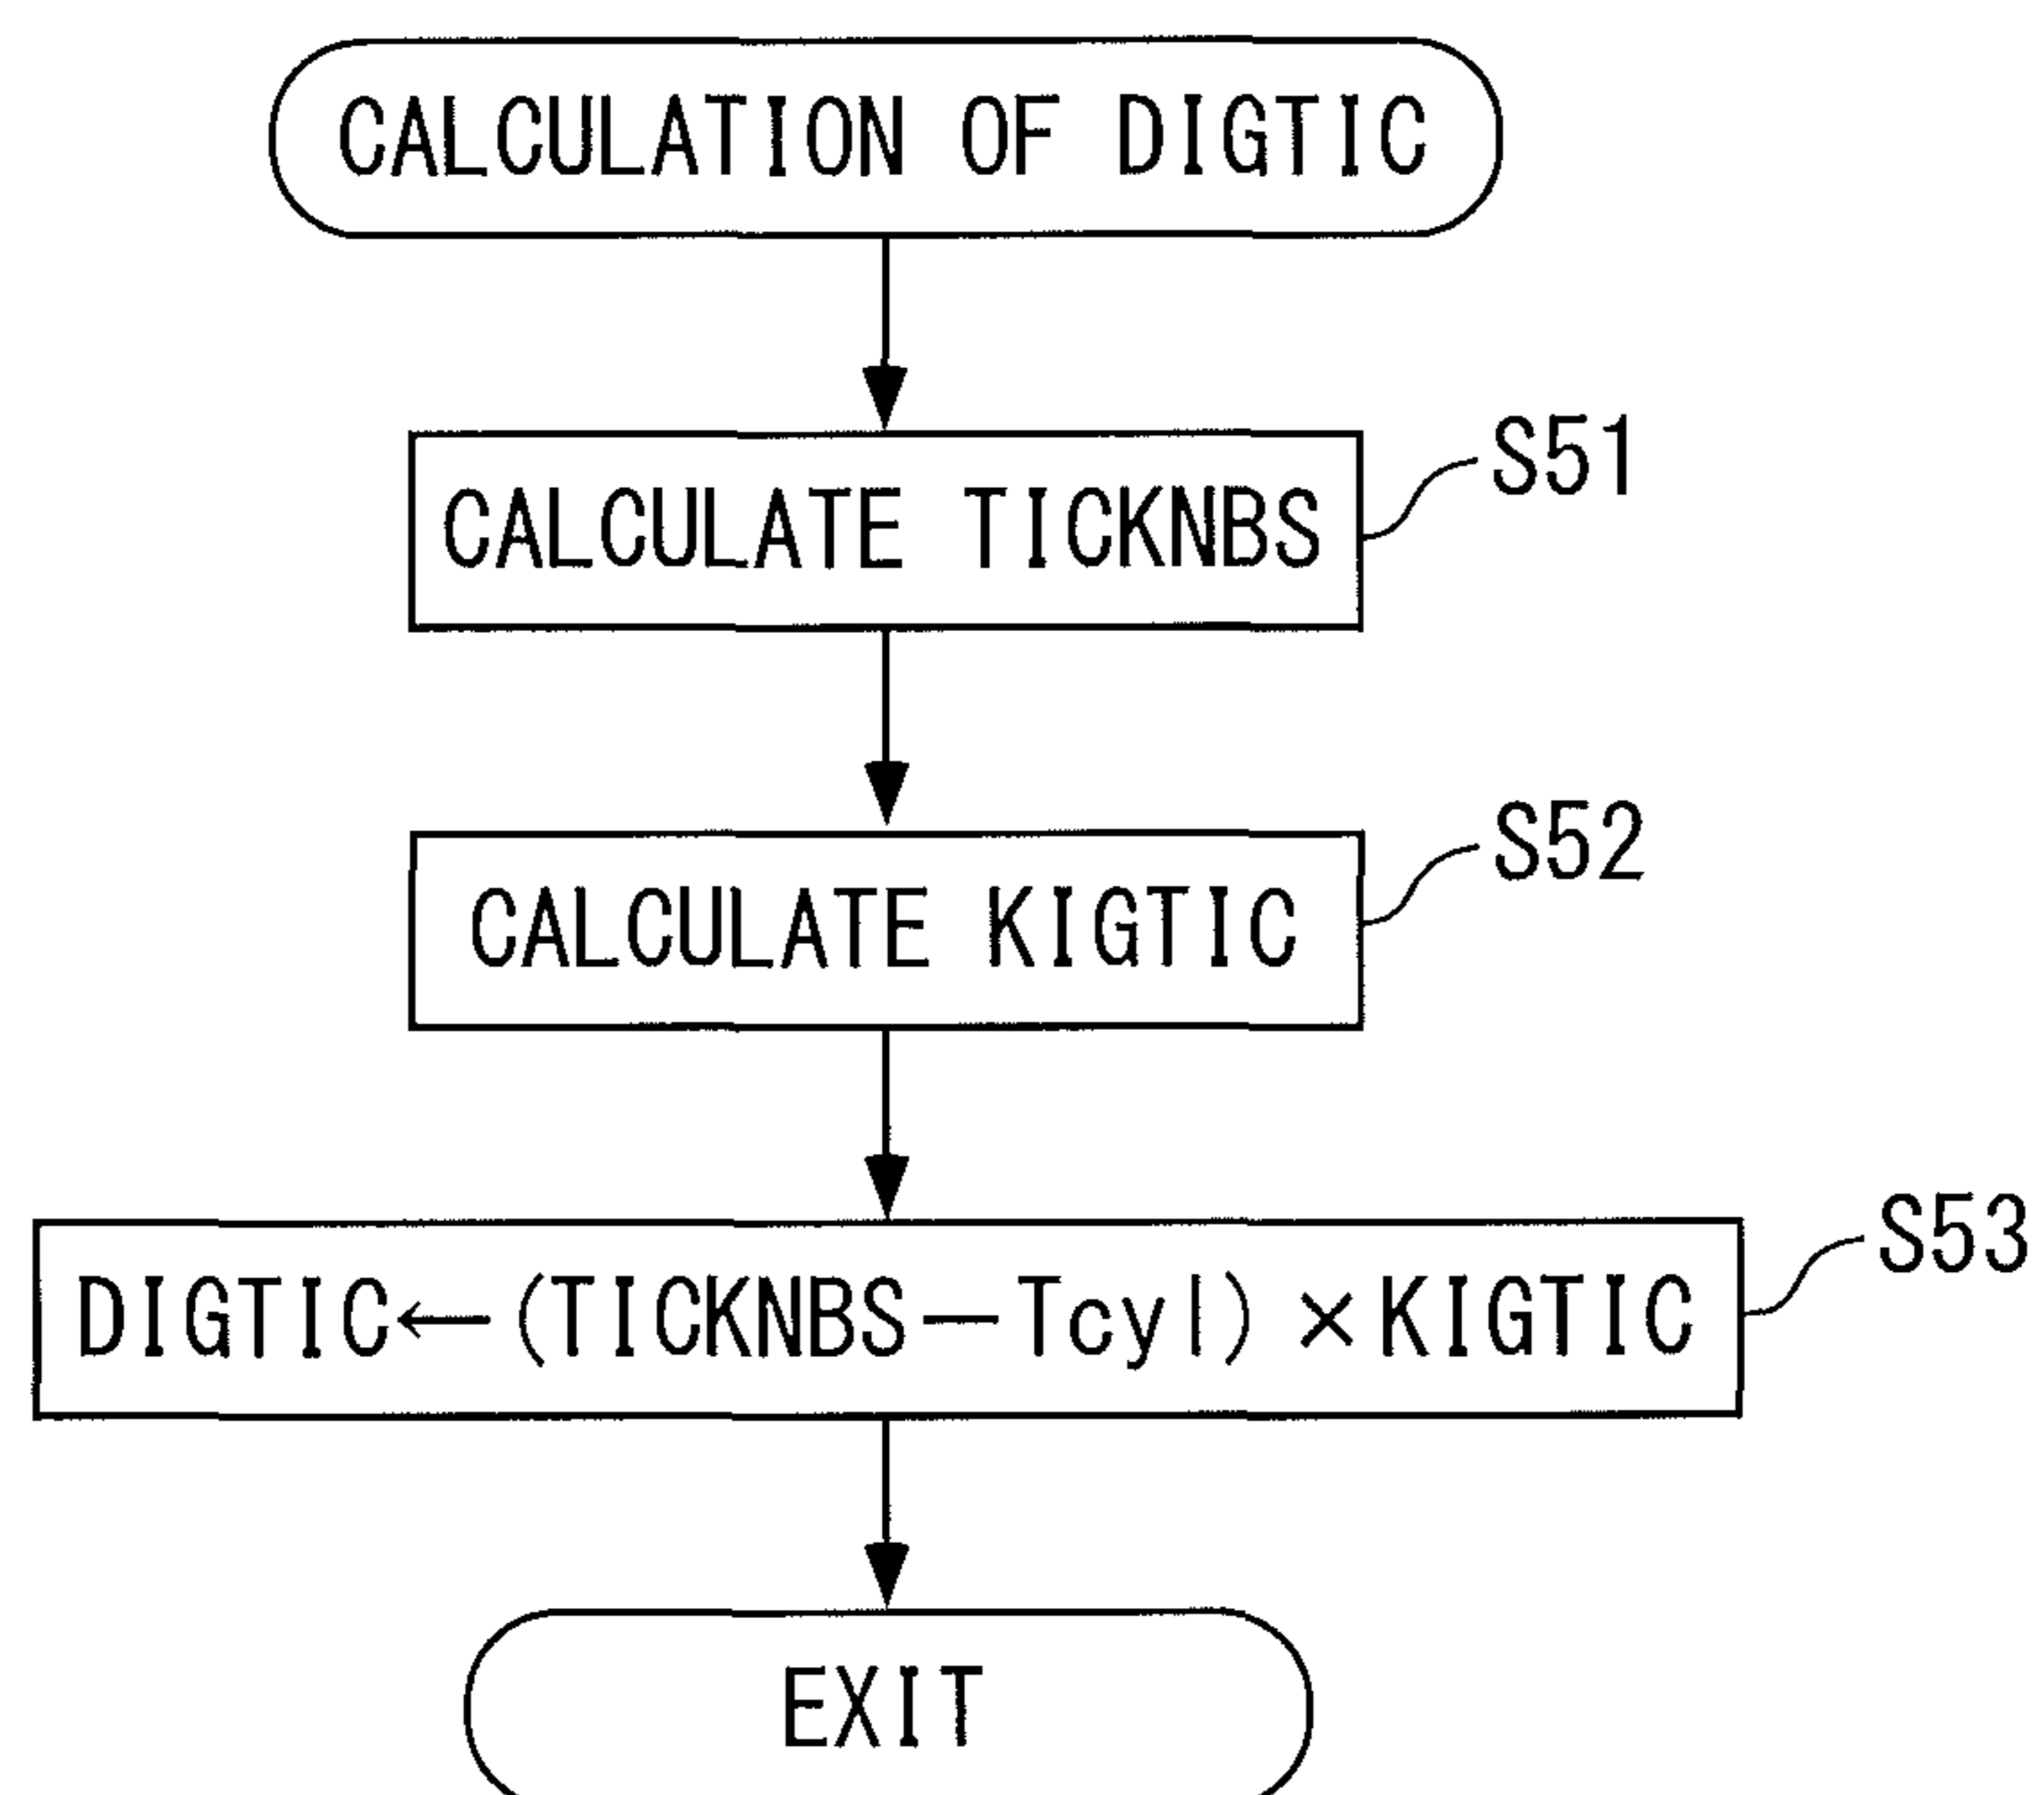 CALCULATION OF DIGTIC
S51
CALCULATE TICKNBS
S52
CALCULATE KIGTIC
S53
DIGTIC←(TICKNBS－Tcyl)×KIGTIC
EXIT